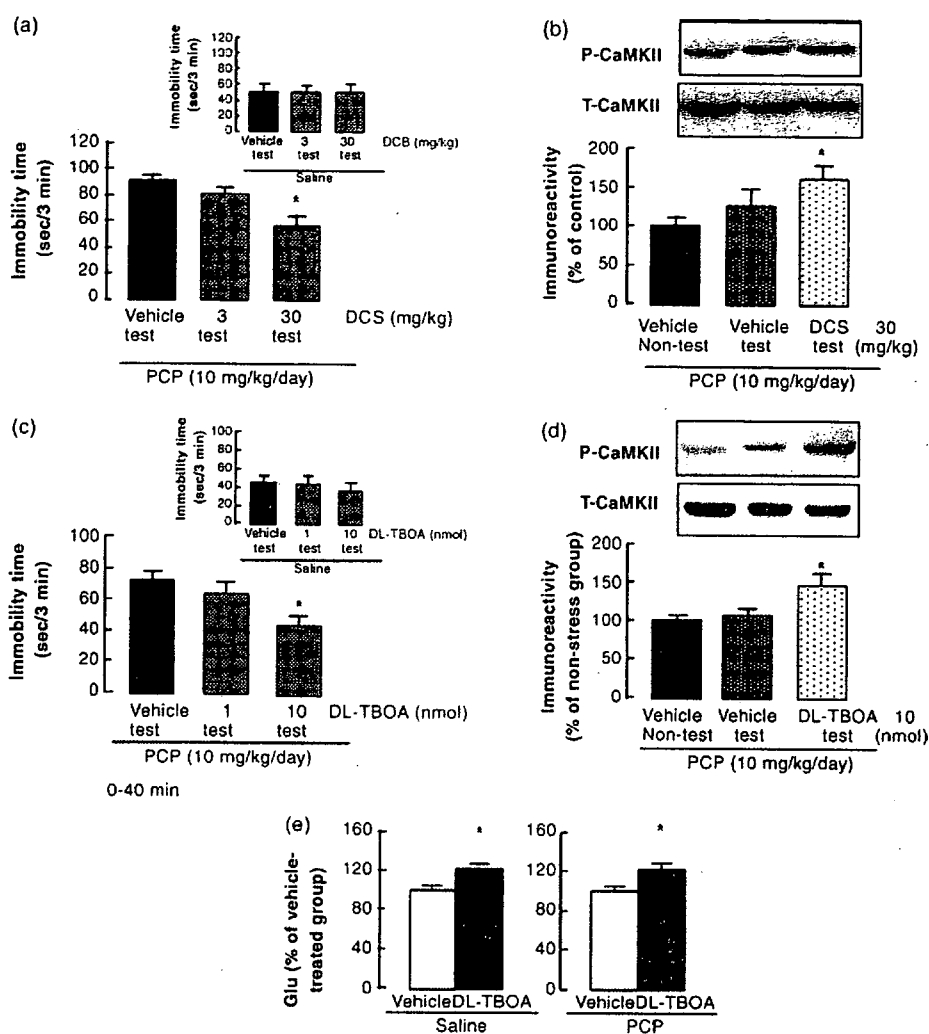 (a)
Immobility time
(sec/3 min)
120
100
80
60
40
20
0
Vehicle 3 30 DCB (mg/kg)
test test test
Saline
Immobility time
(sec/3 min)
120
100
80
60
40
20
0
*
Vehicle 3 30 DCS (mg/kg)
test test test
PCP (10 mg/kg/day)
(b)
P-CaMKII
T-CaMKII
Immunoreactivity
(% of control)
200
150
100
50
0
*
Vehicle Vehicle DCS 30
Non-test test test (mg/kg)
PCP (10 mg/kg/day)
(c)
Immobility time
(sec/3 min)
100
80
60
40
20
0
Vehicle 1 10 DL-TBOA (nmol)
test test test
Saline
Immobility time
(sec/3 min)
100
80
60
40
20
0
*
Vehicle 1 10 DL-TBOA (nmol)
test test test
PCP (10 mg/kg/day)
0-40 min
(d)
P-CaMKII
T-CaMKII
Immunoreactivity
(% of non-stress group)
200
150
100
50
0
*
Vehicle Vehicle DL-TBOA 10
Non-test test test (nmol)
PCP (10 mg/kg/day)
(e)
Glu (% of vehicle-
treated group)
160
120
80
40
0
*
Vehicle DL-TBOA
Saline
160
120
80
40
0
*
Vehicle DL-TBOA
PCP